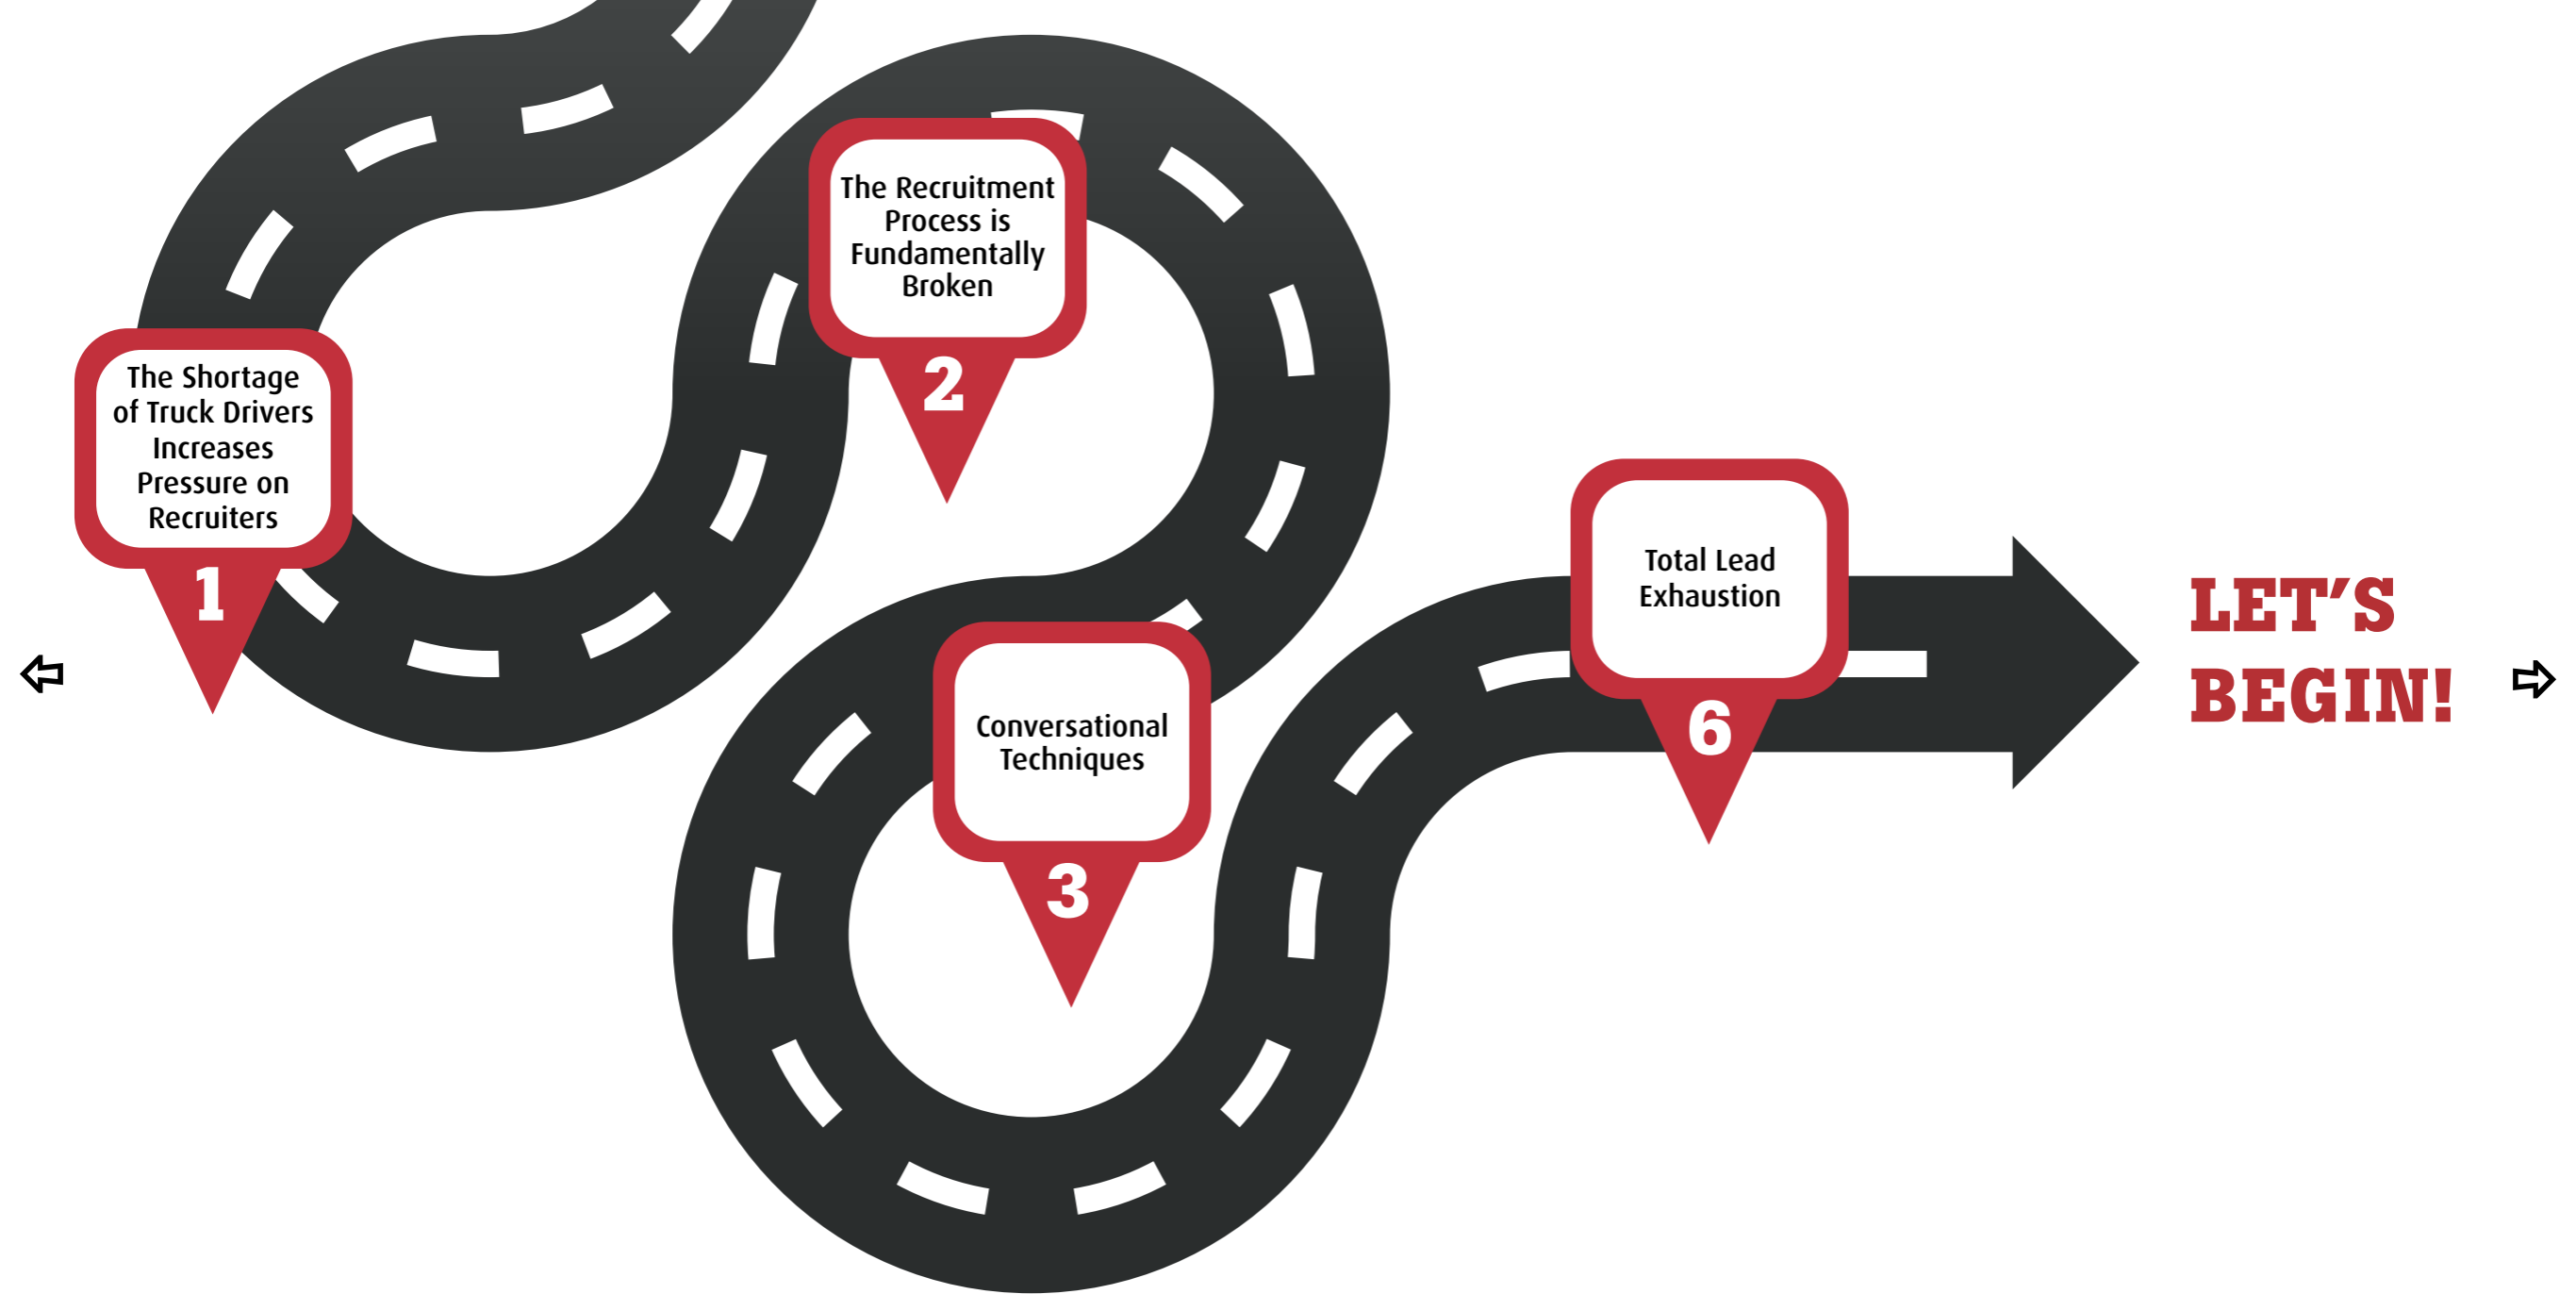 The Shortage
of Truck Drivers
Increases
Pressure on
Recruiters
1
The Recruitment
Process is
Fundamentally
Broken
2
Conversational
Techniques
3
Total Lead
Exhaustion
6
LET'S
BEGIN!